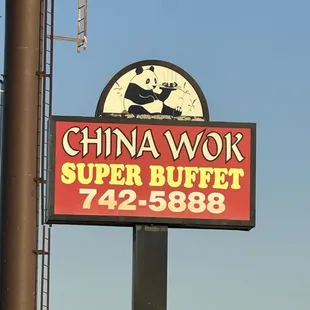 CHINA WOK
SUPER BUFFET
742-5888